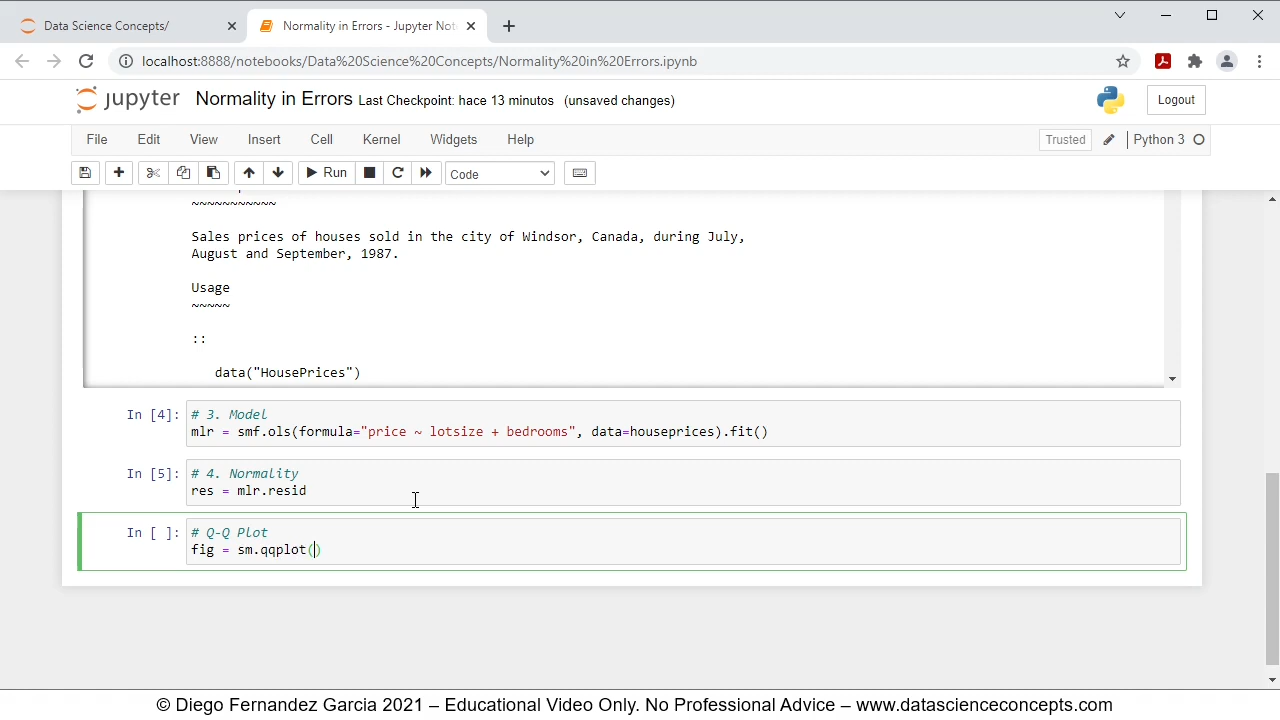 Data Science Concepts/
Normality in Errors - Jupyter Not
localhost:8888/notebooks/Data%20Science%20Concepts/Normality%20in%20Errors.ipynb
jupyter Normality in Errors Last Checkpoint: hace 13 minutos (unsaved changes)
Logout
File Edit View Insert Cell Kernel Widgets Help
Trusted Python 3
Run Code
~~~~~~~~~~~
Sales prices of houses sold in the city of Windsor, Canada, during July,
August and September, 1987.
Usage
~~~~~
::
data("HousePrices")
In [4]: # 3. Model
mlr = smf.ols(formula="price ~ lotsize + bedrooms", data=houseprices).fit()
In [5]: # 4. Normality
res = mlr.resid
In [ ]: # Q-Q Plot
fig = sm.qqplot()
© Diego Fernandez Garcia 2021 – Educational Video Only. No Professional Advice – www.datascienceconcepts.com